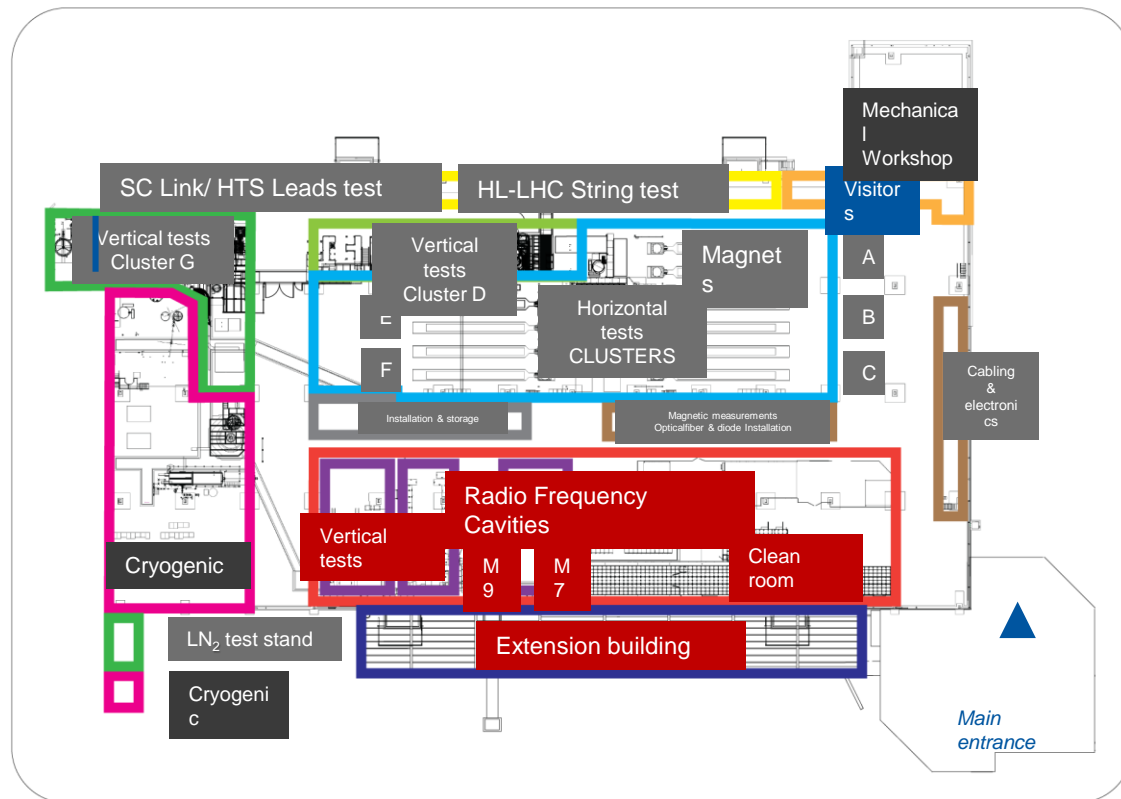 Mechanica
l
Workshop
SC Link/ HTS Leads test
HL-LHC String test
Visitor
s
Vertical tests
Cluster G
Vertical
tests
Cluster D
Magnet
s
A
E
Horizontal
tests
CLUSTERS
B
F
C
Cabling
&
electroni
cs
Installation & storage
Magnetic measurements
Opticalfiber & diode Installation
Radio Frequency
Cavities
Vertical
tests
M
9
M
7
Clean
room
Cryogenic
LN₂ test stand
Extension building
Cryogeni
c
Main
entrance